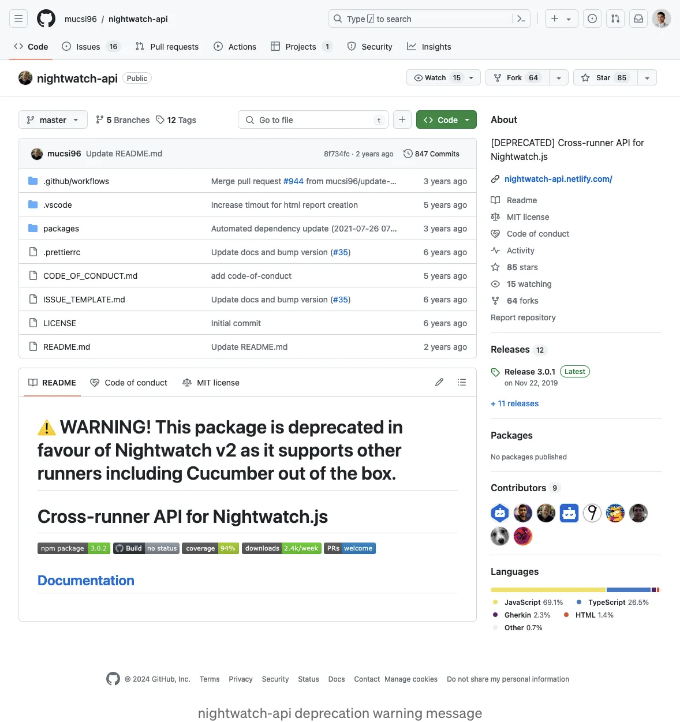 mucsi96 / nightwatch-api
Type / to search
Code
Issues 16
Pull requests
Actions
Projects 1
Security
Insights
nightwatch-api Public
Watch 15
Fork 64
Star 85
master
5 Branches
12 Tags
Go to file
t
Code
mucsi96 Update README.md
8f734fc · 2 years ago
847 Commits
.github/workflows
Merge pull request #944 from mucsi96/update-...
3 years ago
.vscode
Increase timout for html report creation
5 years ago
packages
Automated dependency update (2021-07-26 07...
3 years ago
.prettierrc
Update docs and bump version (#35)
6 years ago
CODE_OF_CONDUCT.md
add code-of-conduct
5 years ago
ISSUE_TEMPLATE.md
Update docs and bump version (#35)
6 years ago
LICENSE
Initial commit
6 years ago
README.md
Update README.md
2 years ago
README
Code of conduct
MIT license
⚠️ WARNING! This package is deprecated in
favour of Nightwatch v2 as it supports other
runners including Cucumber out of the box.
Cross-runner API for Nightwatch.js
npm package 3.0.2
Build no status
coverage 94%
downloads 2.4k/week
PRs welcome
Documentation
About
[DEPRECATED] Cross-runner API for
Nightwatch.js
nightwatch-api.netlify.com/
Readme
MIT license
Code of conduct
Activity
85 stars
15 watching
64 forks
Report repository
Releases 12
Release 3.0.1 Latest
on Nov 22, 2019
+ 11 releases
Packages
No packages published
Contributors 9
Languages
JavaScript 69.1%
TypeScript 26.5%
Gherkin 2.3%
HTML 1.4%
Other 0.7%
© 2024 GitHub, Inc.
Terms
Privacy
Security
Status
Docs
Contact
Manage cookies
Do not share my personal information
nightwatch-api deprecation warning message